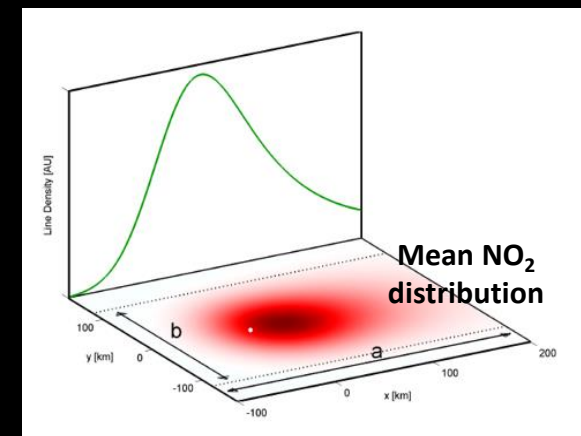 Line Density [AU]
Mean NO₂
distribution
100
b
y [km]
0
a
200
-100
100
0
x [km]
-100